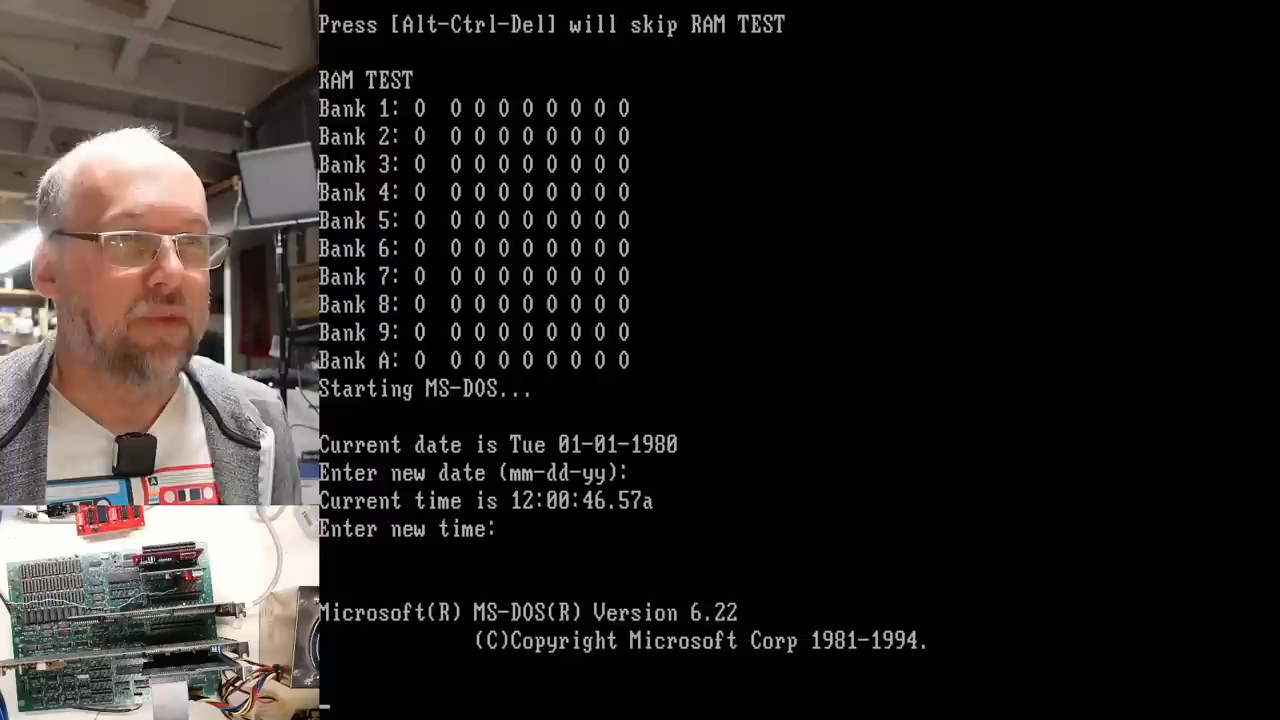 Press [Alt-Ctrl-Del] will skip RAM TEST
RAM TEST
Bank 1: 0 0 0 0 0 0 0 0 0
Bank 2: 0 0 0 0 0 0 0 0 0
Bank 3: 0 0 0 0 0 0 0 0 0
Bank 4: 0 0 0 0 0 0 0 0 0
Bank 5: 0 0 0 0 0 0 0 0 0
Bank 6: 0 0 0 0 0 0 0 0 0
Bank 7: 0 0 0 0 0 0 0 0 0
Bank 8: 0 0 0 0 0 0 0 0 0
Bank 9: 0 0 0 0 0 0 0 0 0
Bank A: 0 0 0 0 0 0 0 0 0
Starting MS-DOS...
Current date is Tue 01-01-1980
Enter new date (mm-dd-yy):
Current time is 12:00:46.57a
Enter new time:
Microsoft(R) MS-DOS(R) Version 6.22
(C)Copyright Microsoft Corp 1981-1994.
A